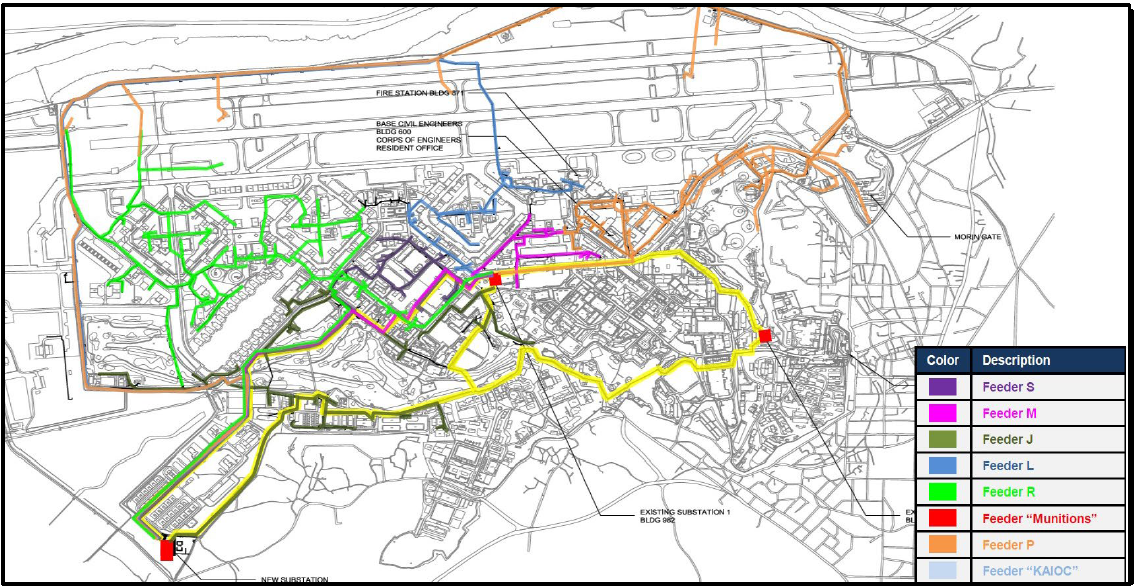 FIRE STATION BLDG 871
BASE CIVIL ENGINEERS
BLDG 600
CORPS OF ENGINEERS
RESIDENT OFFICE
MORIN GATE
EXISTING SUBSTATION 1
BLDG 982
NEW SUBSTATION
Color Description
Feeder S
Feeder M
Feeder J
Feeder L
Feeder R
Feeder “Munitions”
Feeder P
Feeder “KAIOC”